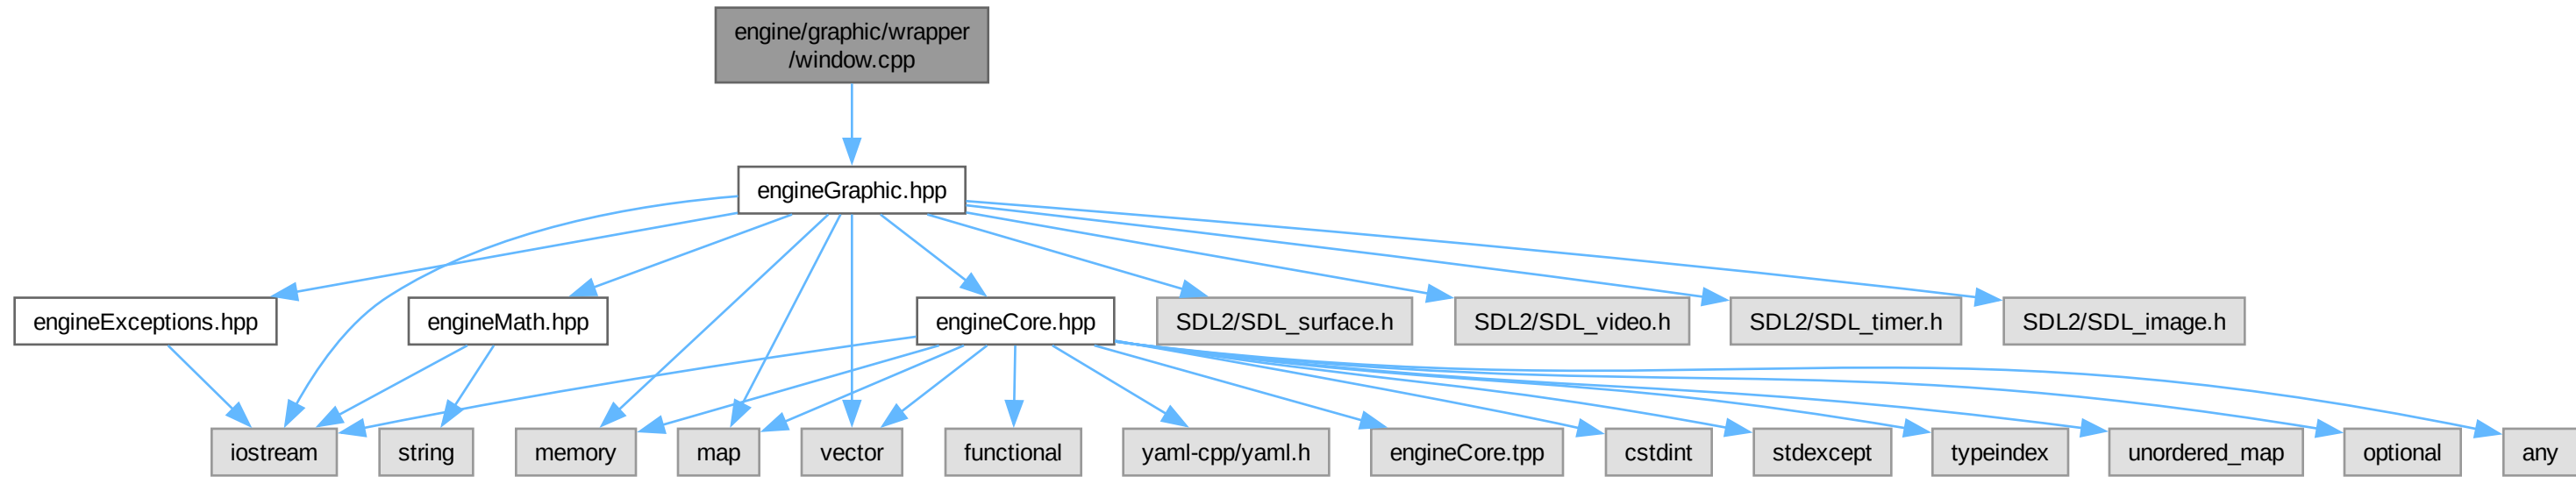 engine/graphic/wrapper
/window.cpp
engineGraphic.hpp
engineExceptions.hpp
engineMath.hpp
engineCore.hpp
SDL2/SDL_surface.h
SDL2/SDL_video.h
SDL2/SDL_timer.h
SDL2/SDL_image.h
iostream
string
memory
map
vector
functional
yaml-cpp/yaml.h
engineCore.tpp
cstdint
stdexcept
typeindex
unordered_map
optional
any